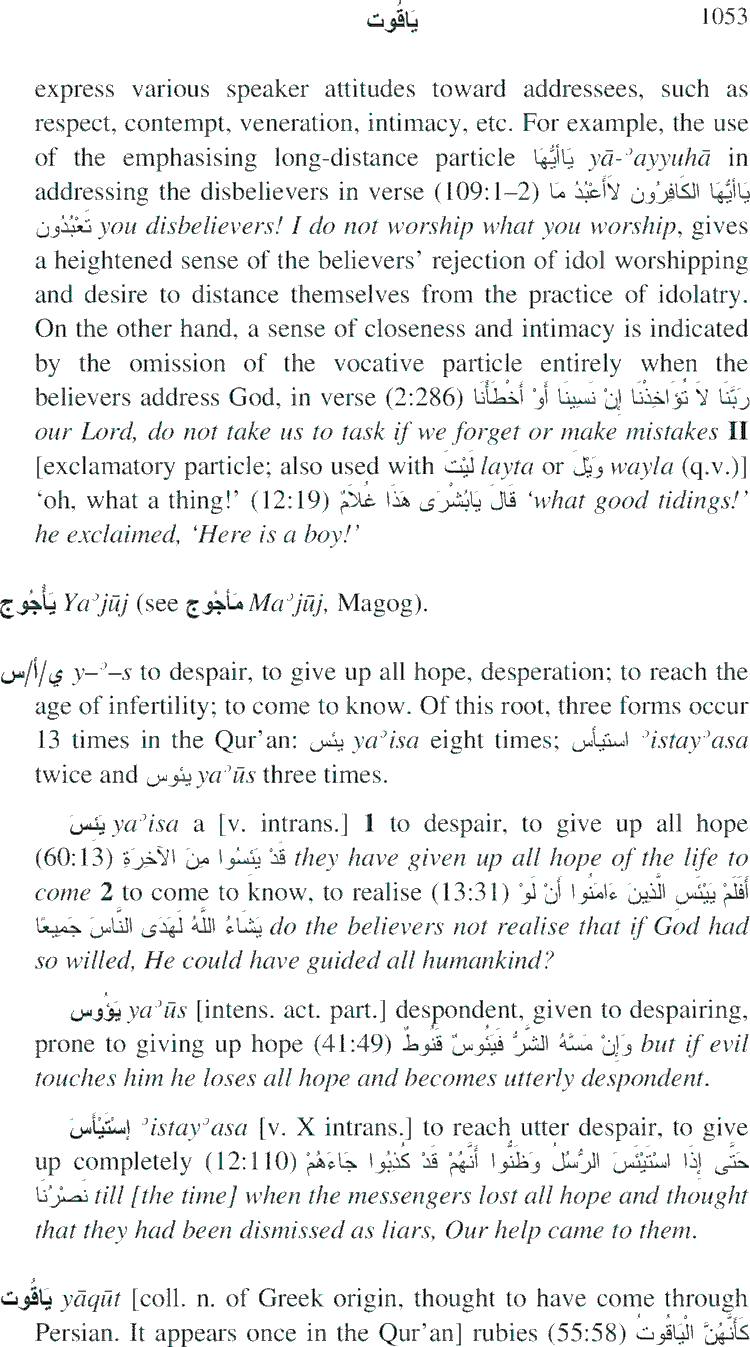 ياقُوت 1053
express various speaker attitudes toward addressees, such as
respect, contempt, veneration, intimacy, etc. For example, the use
of the emphasising long-distance particle يَاأيُّهَا yā-ʾayyuhā in
addressing the disbelievers in verse (109:1–2) يَاأيُّهَا الكَافِرُون لاَأَعْبُدُ مَا
تَعْبُدُون you disbelievers! I do not worship what you worship, gives
a heightened sense of the believers’ rejection of idol worshipping
and desire to distance themselves from the practice of idolatry.
On the other hand, a sense of closeness and intimacy is indicated
by the omission of the vocative particle entirely when the
believers address God, in verse (2:286) رَبَّنَا لاَ تُؤَاخِذْنَا إِنْ نَسِينَا أَوْ أَخْطَأْنَا
our Lord, do not take us to task if we forget or make mistakes II
[exclamatory particle; also used with لَيْتَ layta or وَيْلَ wayla (q.v.)]
‘oh, what a thing!’ (12:19) قَالَ يَابُشْرَى هَذَا غُلاَمٌ ‘what good tidings!’
he exclaimed, ‘Here is a boy!’
يَأْجُوج Yaʾjūj (see مَأجُوج Maʾjūj, Magog).
ي/أ/س y–ʾ–s to despair, to give up all hope, desperation; to reach the
age of infertility; to come to know. Of this root, three forms occur
13 times in the Qur’an: يئس yaʾisa eight times; استيأس ʾistayʾasa
twice and يئوس yaʾūs three times.
يَئِسَ yaʾisa a [v. intrans.] 1 to despair, to give up all hope
(60:13) قَدْ يَئِسُوا مِنَ الآخِرَةِ they have given up all hope of the life to
come 2 to come to know, to realise (13:31) أَفَلَمْ يَيْئَسِ الَّذِينَ ءَامَنُوا أَنْ لَوْ
يَشَاءُ اللَّهُ لَهَدَى النَّاسَ جَمِيعًا do the believers not realise that if God had
so willed, He could have guided all humankind?
يَؤُوس yaʾūs [intens. act. part.] despondent, given to despairing,
prone to giving up hope (41:49) وَإِنْ مَسَّهُ الشَّرُّ فَيَئُوسٌ قَنُوطٌ but if evil
touches him he loses all hope and becomes utterly despondent.
إسْتَيْأَسَ ʾistayʾasa [v. X intrans.] to reach utter despair, to give
up completely (12:110) حَتَّى إِذَا اسْتَيْئَسَ الرُّسُلُ وَظَنُّوا أَنَّهُمْ قَدْ كُذِبُوا جَاءَهُمْ
نَصْرُنَا till [the time] when the messengers lost all hope and thought
that they had been dismissed as liars, Our help came to them.
يَاقُوت yāqūt [coll. n. of Greek origin, thought to have come through
Persian. It appears once in the Qur’an] rubies (55:58) كَأَنَّهُنَّ الْيَاقُوتُ